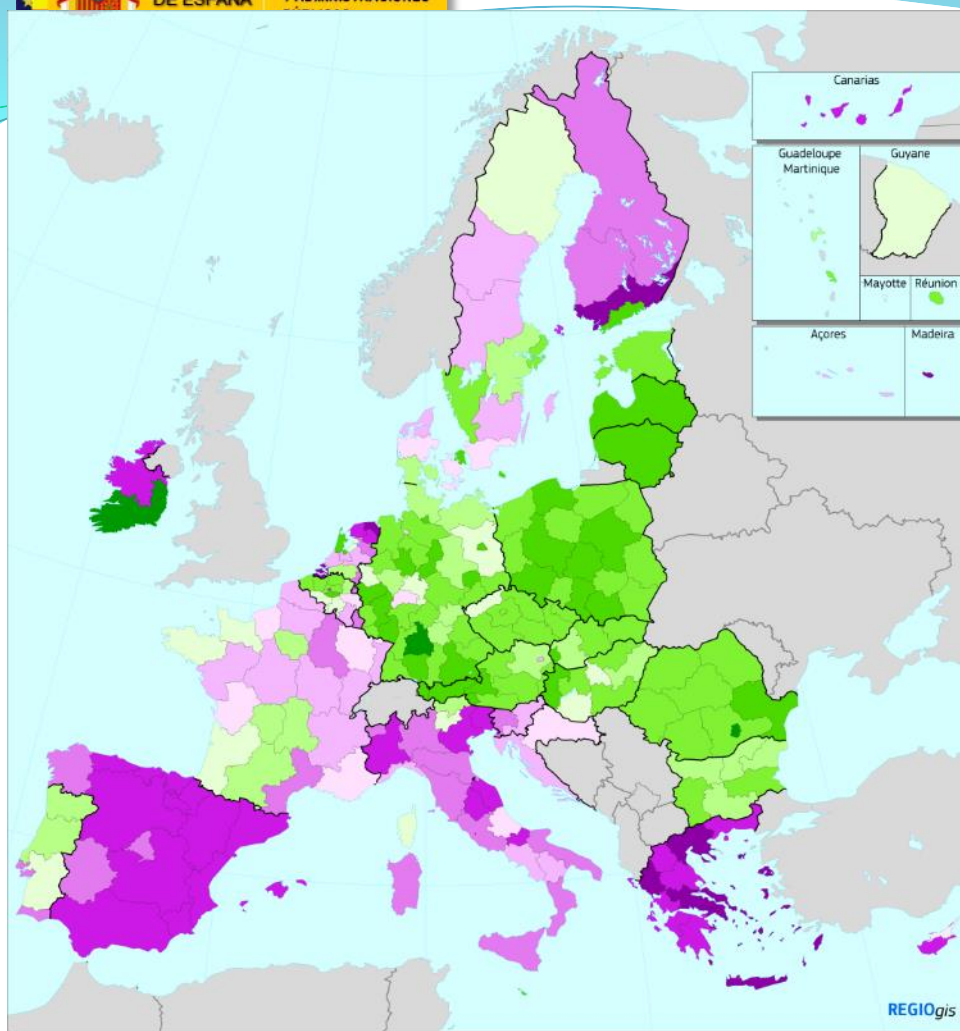 DE ESPAÑA
Canarias
Guadeloupe
Martinique
Guyane
Mayotte
Réunion
Açores
Madeira
REGIOgis